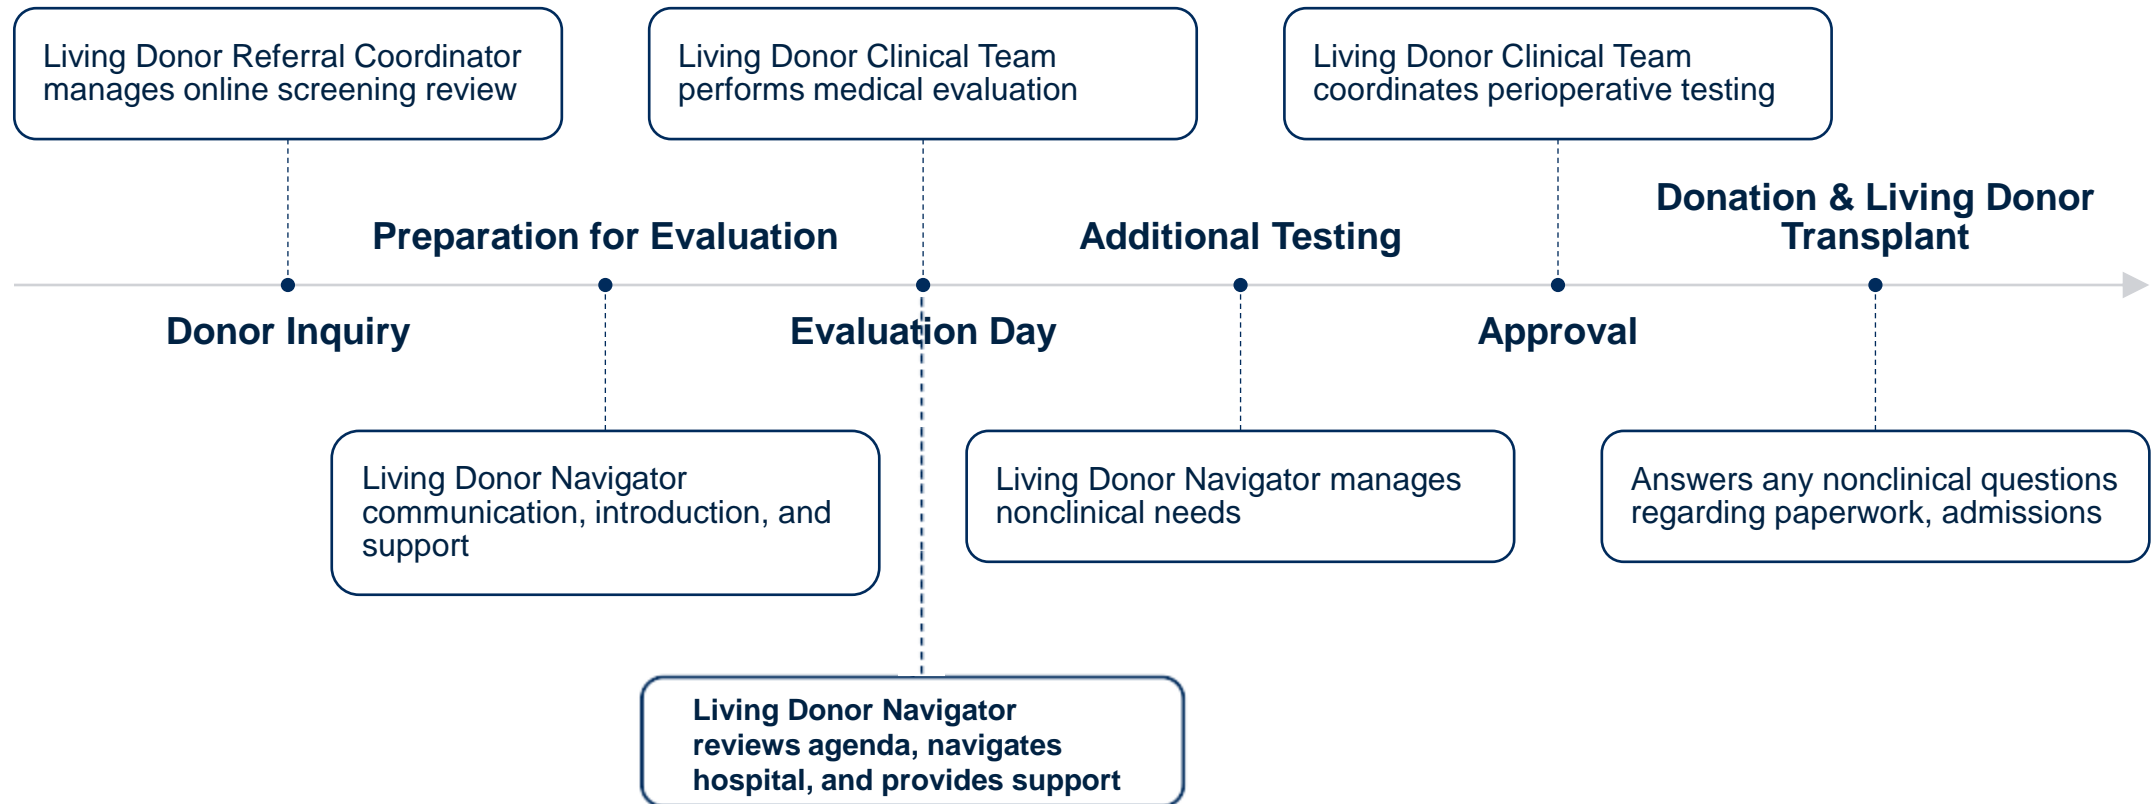 Living Donor Referral Coordinator
manages online screening review
Living Donor Clinical Team
performs medical evaluation
Living Donor Clinical Team
coordinates perioperative testing
Preparation for Evaluation
Additional Testing
Donation & Living Donor
Transplant
Donor Inquiry
Evaluation Day
Approval
Living Donor Navigator
communication, introduction, and
support
Living Donor Navigator manages
nonclinical needs
Answers any nonclinical questions
regarding paperwork, admissions
Living Donor Navigator
reviews agenda, navigates
hospital, and provides support